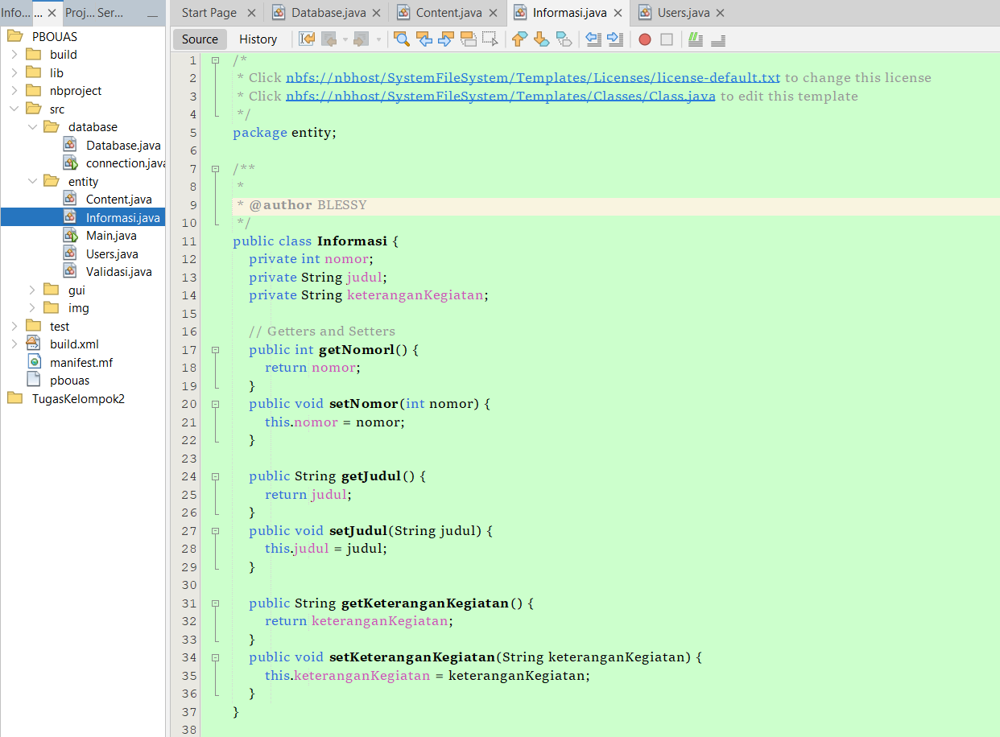 Info... ... Proj... Ser...
PBOUAS
build
lib
nbproject
src
database
Database.java
connection.java
entity
Content.java
Informasi.java
Main.java
Users.java
Validasi.java
gui
img
test
build.xml
manifest.mf
pbouas
TugasKelompok2
Start Page Database.java Content.java Informasi.java Users.java
Source History
1 /*
2 * Click nbfs://nbhost/SystemFileSystem/Templates/Licenses/license-default.txt to change this license
3 * Click nbfs://nbhost/SystemFileSystem/Templates/Classes/Class.java to edit this template
4 */
5 package entity;
6
7 /**
8 *
9 * @author BLESSY
10 */
11 public class Informasi {
12 private int nomor;
13 private String judul;
14 private String keteranganKegiatan;
15
16 // Getters and Setters
17 public int getNomorl() {
18 return nomor;
19 }
20 public void setNomor(int nomor) {
21 this.nomor = nomor;
22 }
23
24 public String getJudul() {
25 return judul;
26 }
27 public void setJudul(String judul) {
28 this.judul = judul;
29 }
30
31 public String getKeteranganKegiatan() {
32 return keteranganKegiatan;
33 }
34 public void setKeteranganKegiatan(String keteranganKegiatan) {
35 this.keteranganKegiatan = keteranganKegiatan;
36 }
37 }
38